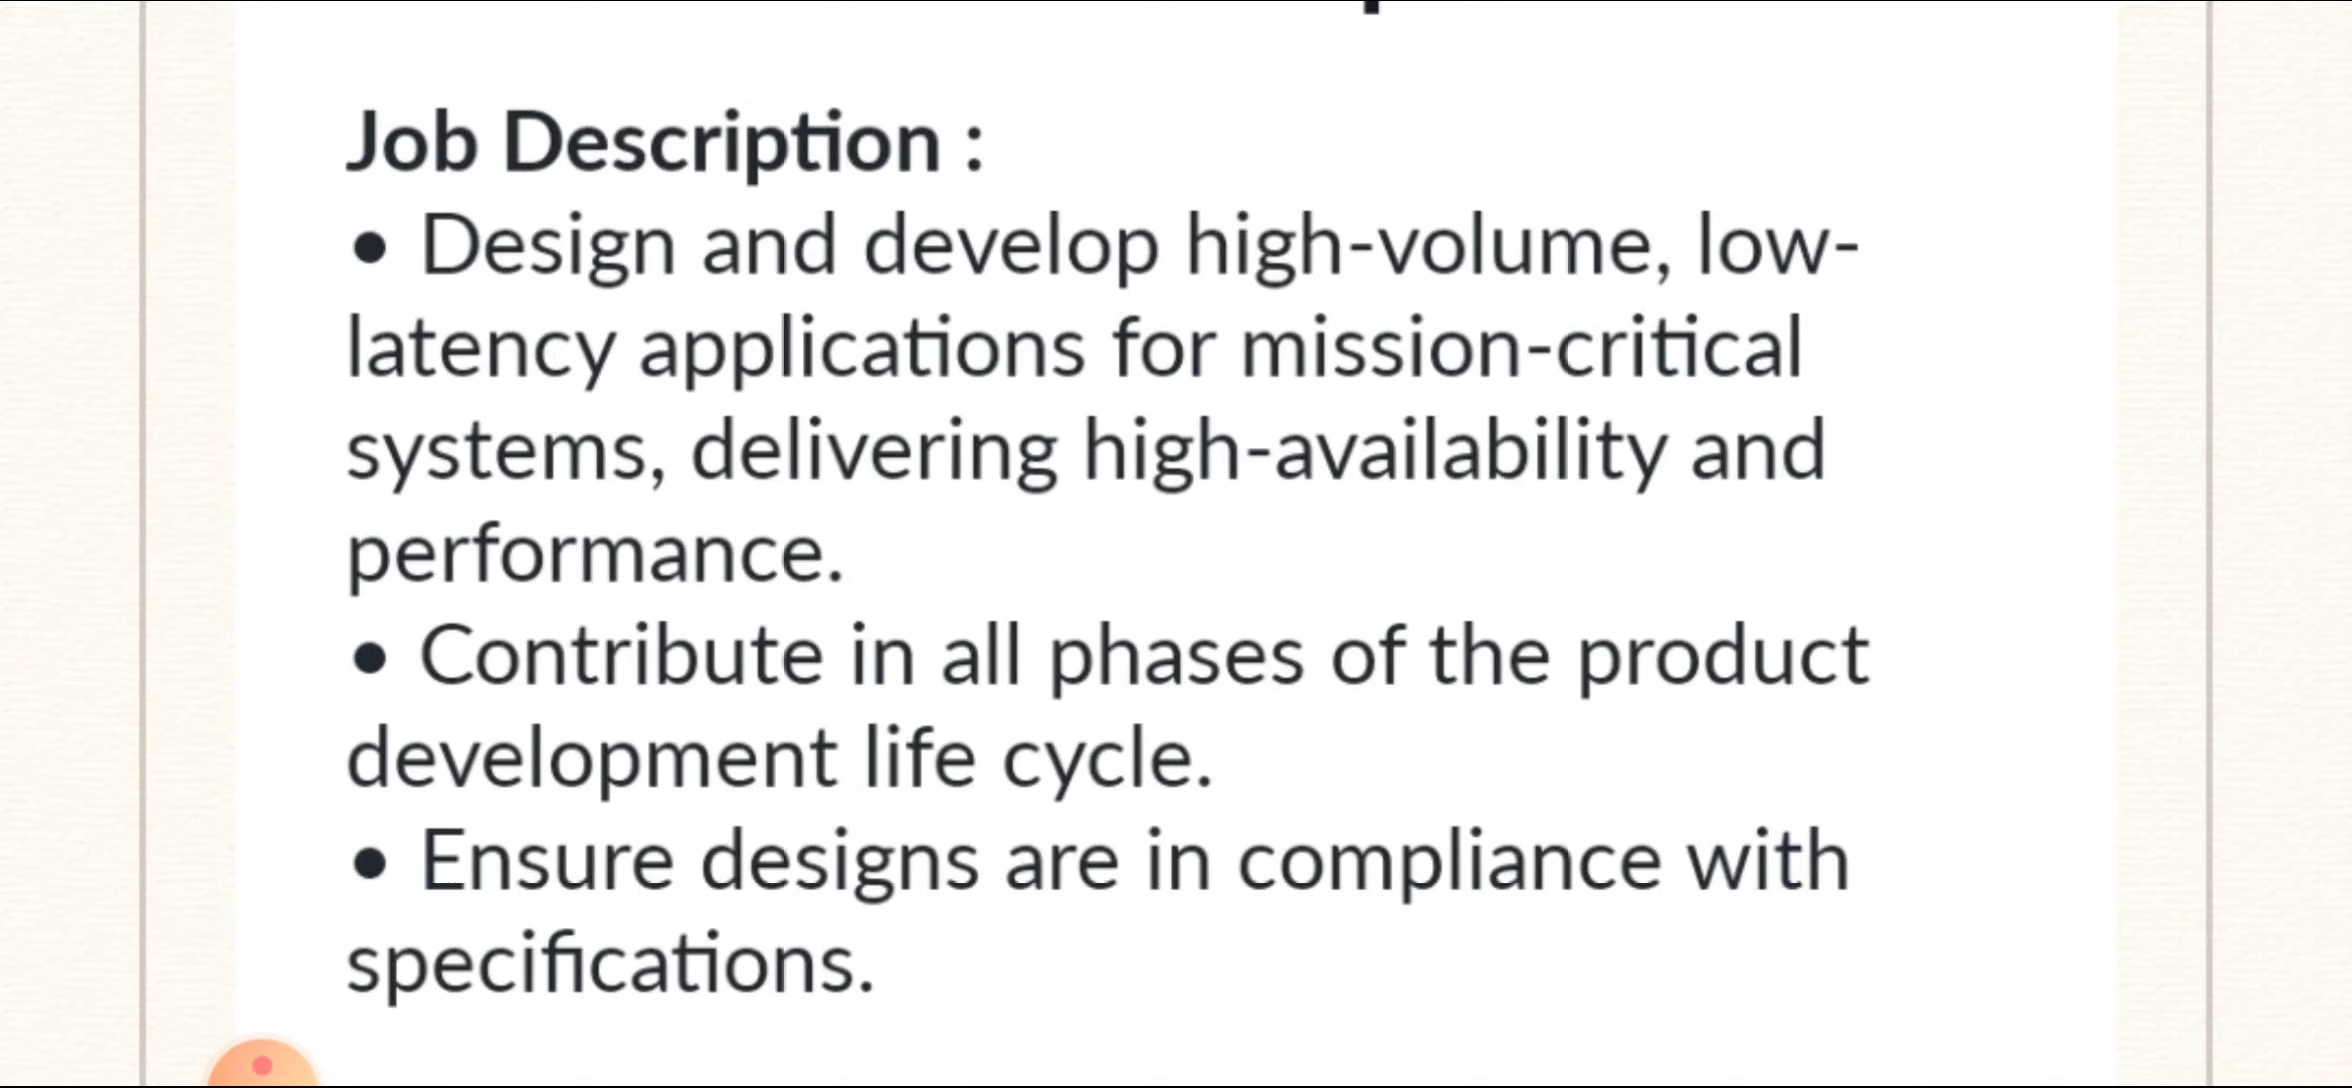 Job Description :
• Design and develop high-volume, low-
latency applications for mission-critical
systems, delivering high-availability and
performance.
• Contribute in all phases of the product
development life cycle.
• Ensure designs are in compliance with
specifications.